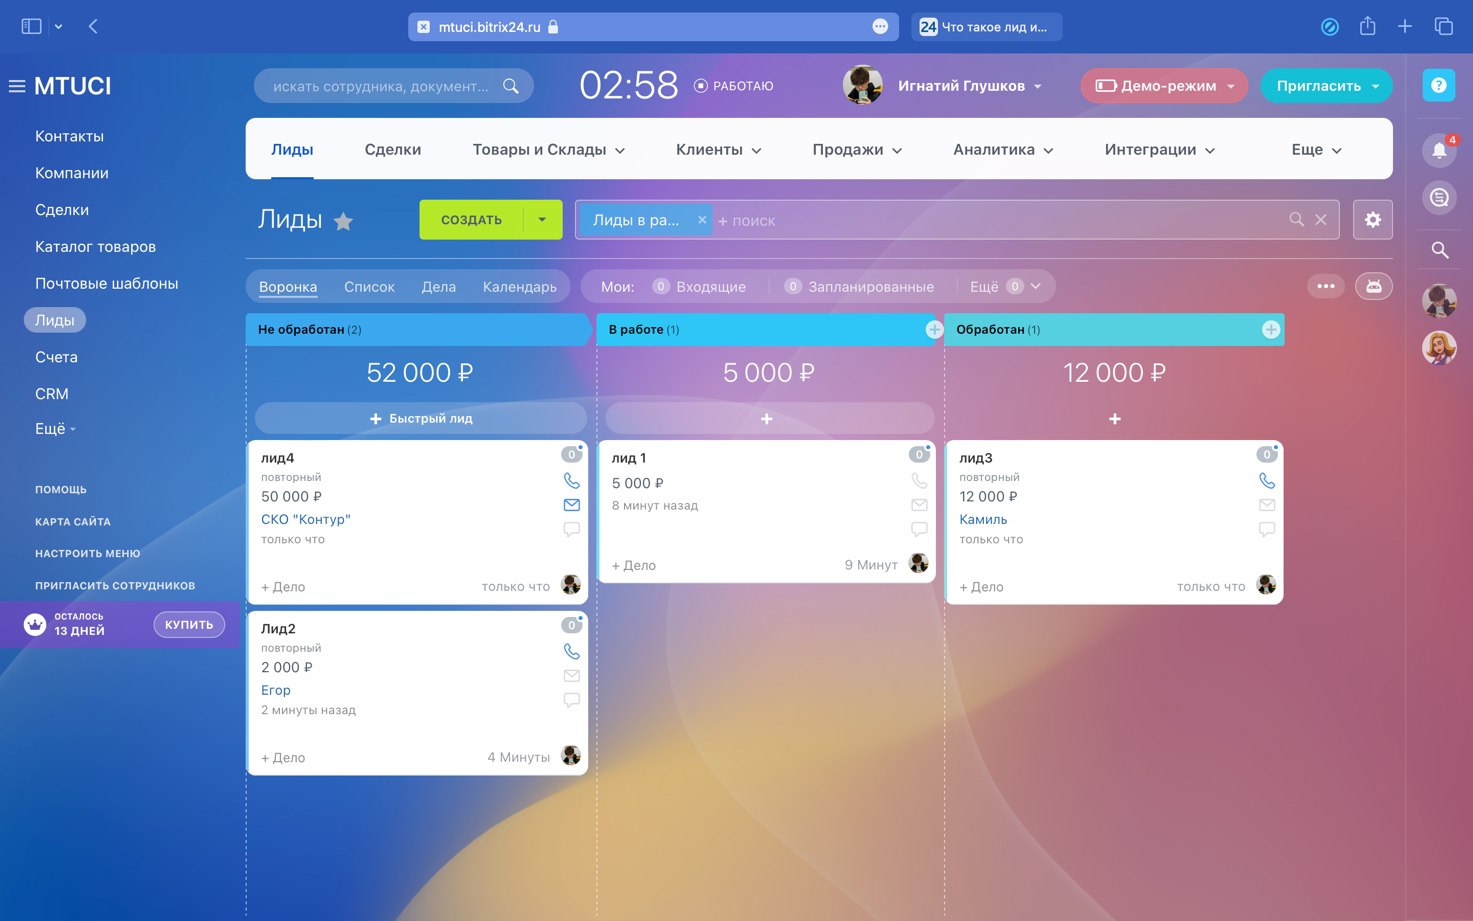 mtuci.bitrix24.ru
24 Что такое лид и...
MTUCI
искать сотрудника, документ...
02:58
РАБОТАЮ
Игнатий Глушков
Демо-режим
Пригласить
?
4
Контакты
Компании
Сделки
Каталог товаров
Почтовые шаблоны
Лиды
Счета
CRM
Ещё
ПОМОЩЬ
КАРТА САЙТА
НАСТРОИТЬ МЕНЮ
ПРИГЛАСИТЬ СОТРУДНИКОВ
ОСТАЛОСЬ
13 ДНЕЙ
КУПИТЬ
Лиды
Сделки
Товары и Склады
Клиенты
Продажи
Аналитика
Интеграции
Еще
Лиды
СОЗДАТЬ
Лиды в ра...
+ поиск
Воронка
Список
Дела
Календарь
Мои:
0 Входящие
0 Запланированные
Ещё 0
Не обработан (2)
52 000 ₽
+ Быстрый лид
лид4
0
повторный
50 000 ₽
СКО "Контур"
только что
+ Дело
только что
Лид2
0
повторный
2 000 ₽
Егор
2 минуты назад
+ Дело
4 Минуты
В работе (1)
5 000 ₽
+
лид 1
0
5 000 ₽
8 минут назад
+ Дело
9 Минут
Обработан (1)
12 000 ₽
+
лид3
0
повторный
12 000 ₽
Камиль
только что
+ Дело
только что